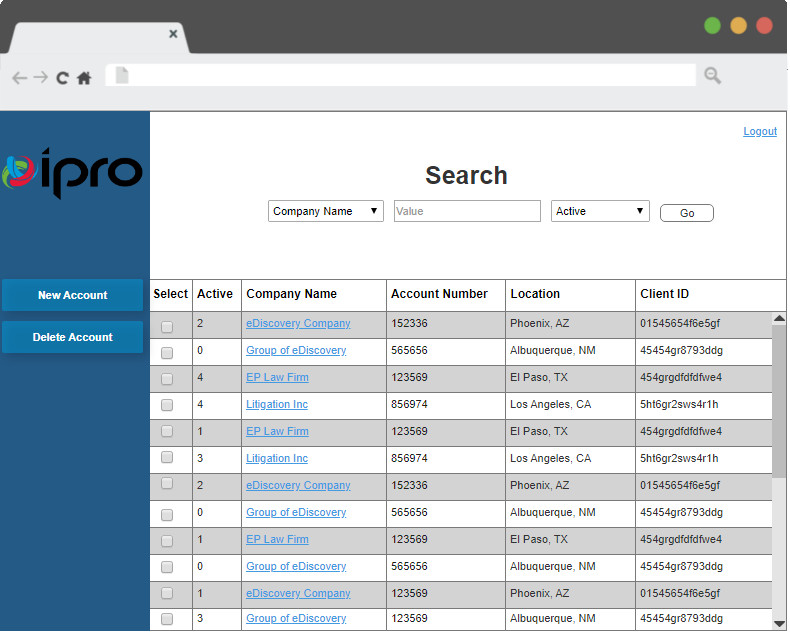 Logout
ipro
Search
Company Name Value Active Go
New Account
Delete Account
Select Active Company Name Account Number Location Client ID
2 eDiscovery Company 152336 Phoenix, AZ 01545654f6e5gf
0 Group of eDiscovery 565656 Albuquerque, NM 45454gr8793ddg
4 EP Law Firm 123569 El Paso, TX 454grgdfdfdfwe4
4 Litigation Inc 856974 Los Angeles, CA 5ht6gr2sws4r1h
1 EP Law Firm 123569 El Paso, TX 454grgdfdfdfwe4
3 Litigation Inc 856974 Los Angeles, CA 5ht6gr2sws4r1h
2 eDiscovery Company 152336 Phoenix, AZ 01545654f6e5gf
0 Group of eDiscovery 565656 Albuquerque, NM 45454gr8793ddg
1 EP Law Firm 123569 El Paso, TX 454grgdfdfdfwe4
0 Group of eDiscovery 565656 Albuquerque, NM 45454gr8793ddg
1 eDiscovery Company 123569 Phoenix, AZ 01545654f6e5gf
3 Group of eDiscovery 123569 Albuquerque, NM 45454gr8793ddg